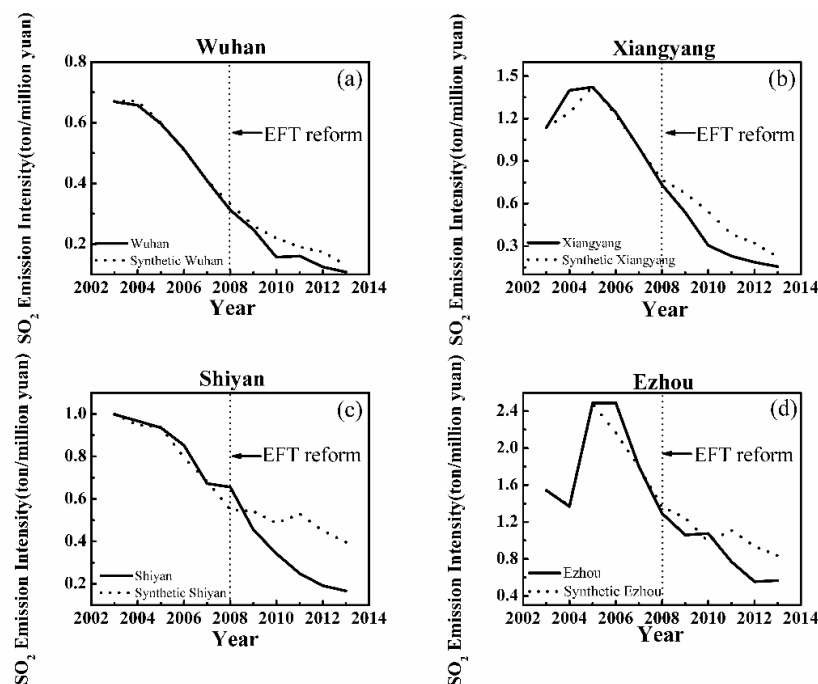 Wuhan
(a)
SO2 Emission Intensity(ton/million yuan)
0.8
0.6
0.4
0.2
EFT reform
Wuhan
Synthetic Wuhan
2002 2004 2006 2008 2010 2012 2014
Year
Xiangyang
(b)
SO2 Emission Intensity(ton/million yuan)
1.5
1.2
0.9
0.6
0.3
EFT reform
Xiangyang
Synthetic Xiangyang
2002 2004 2006 2008 2010 2012 2014
Year
Shiyan
(c)
SO2 Emission Intensity(ton/million yuan)
1.0
0.8
0.6
0.4
0.2
EFT reform
Shiyan
Synthetic Shiyan
2002 2004 2006 2008 2010 2012 2014
Year
Ezhou
(d)
SO2 Emission Intensity(ton/million yuan)
2.4
2.0
1.6
1.2
0.8
0.4
EFT reform
Ezhou
Synthetic Ezhou
2002 2004 2006 2008 2010 2012 2014
Year